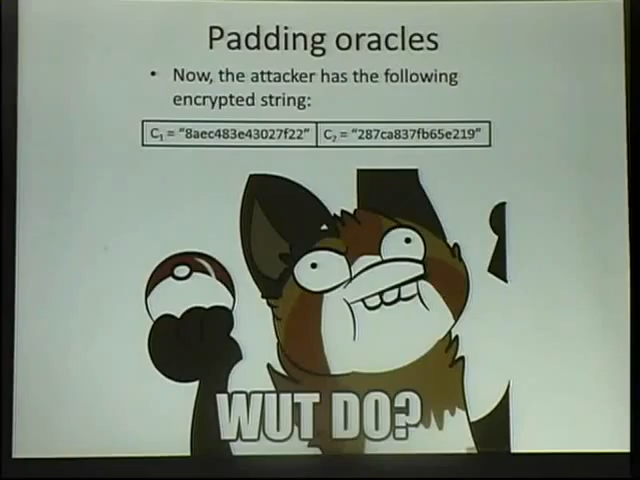 Padding oracles
• Now, the attacker has the following
encrypted string:
C₁ = "8aec483e43027f22" C₂ = "287ca837fb65e219"
WUT DO?